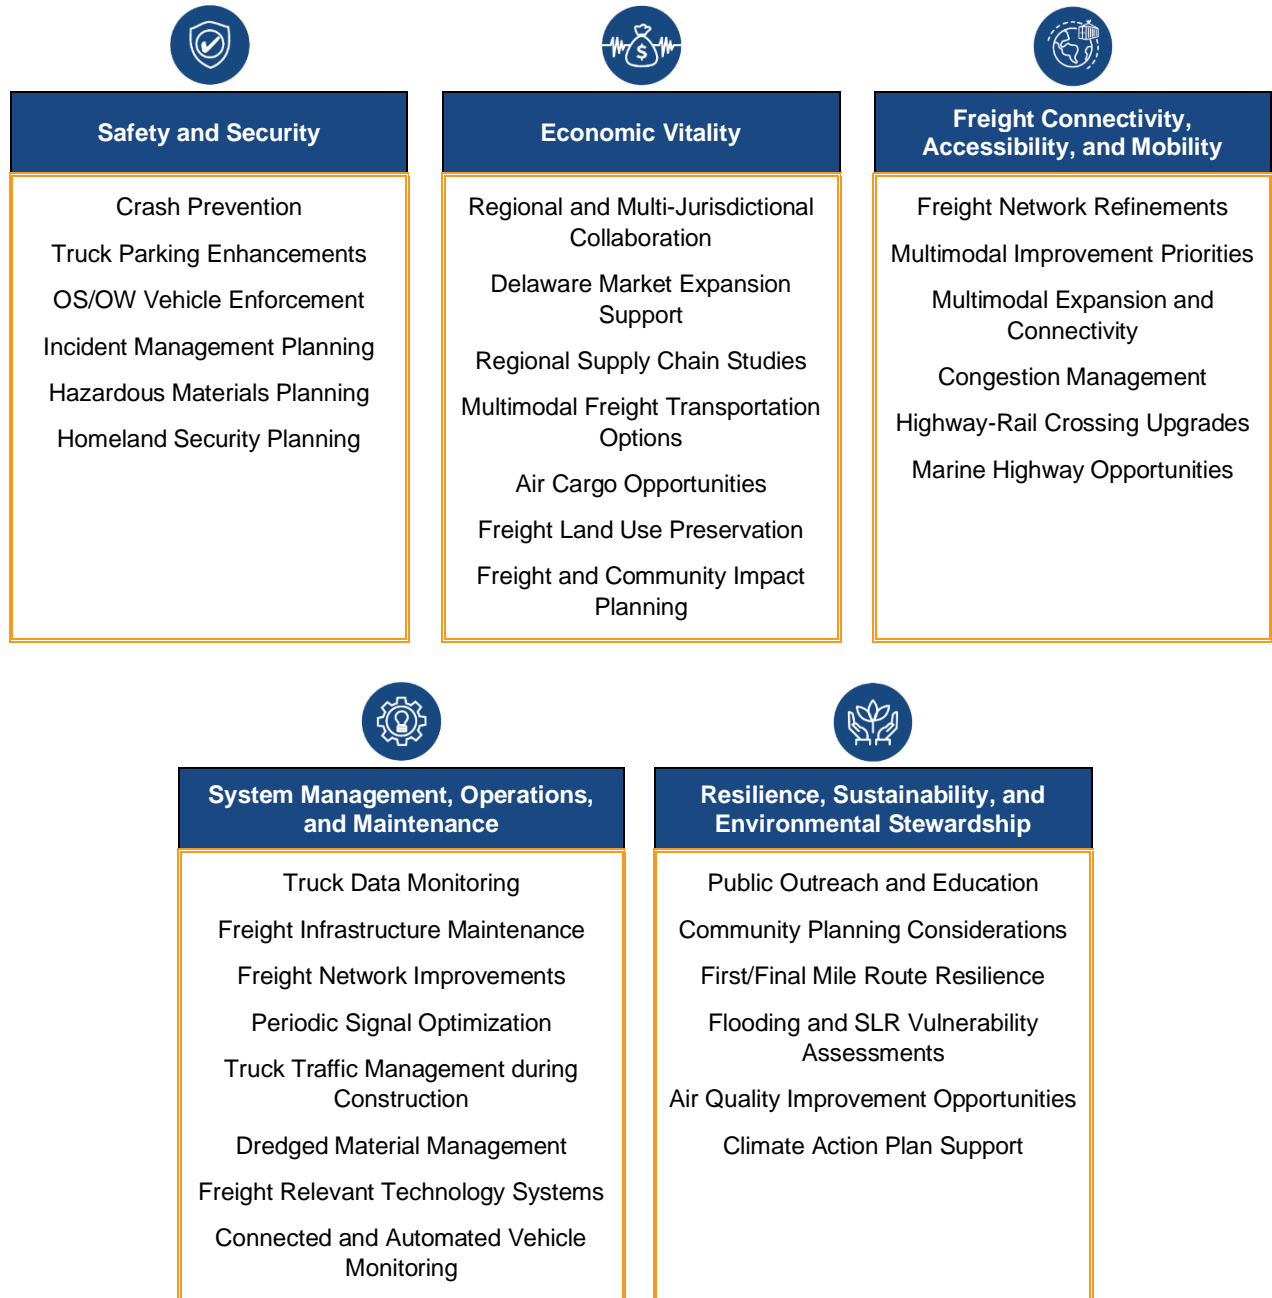 Safety and Security
Crash Prevention
Truck Parking Enhancements
OS/OW Vehicle Enforcement
Incident Management Planning
Hazardous Materials Planning
Homeland Security Planning
$
Economic Vitality
Regional and Multi-Jurisdictional
Collaboration
Delaware Market Expansion
Support
Regional Supply Chain Studies
Multimodal Freight Transportation
Options
Air Cargo Opportunities
Freight Land Use Preservation
Freight and Community Impact
Planning
Freight Connectivity,
Accessibility, and Mobility
Freight Network Refinements
Multimodal Improvement Priorities
Multimodal Expansion and
Connectivity
Congestion Management
Highway-Rail Crossing Upgrades
Marine Highway Opportunities
System Management, Operations,
and Maintenance
Truck Data Monitoring
Freight Infrastructure Maintenance
Freight Network Improvements
Periodic Signal Optimization
Truck Traffic Management during
Construction
Dredged Material Management
Freight Relevant Technology Systems
Connected and Automated Vehicle
Monitoring
Resilience, Sustainability, and
Environmental Stewardship
Public Outreach and Education
Community Planning Considerations
First/Final Mile Route Resilience
Flooding and SLR Vulnerability
Assessments
Air Quality Improvement Opportunities
Climate Action Plan Support